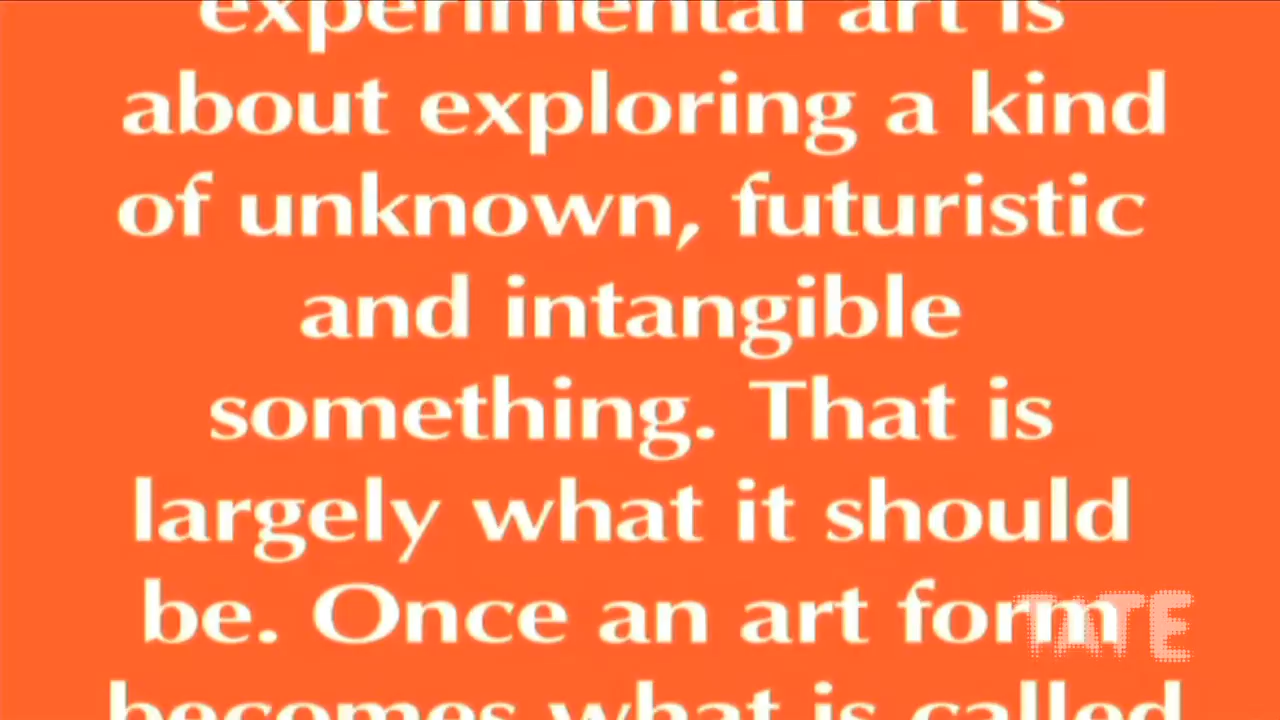 experimental art is
about exploring a kind
of unknown, futuristic
and intangible
something. That is
largely what it should
be. Once an art form
TATE
becomes what is called